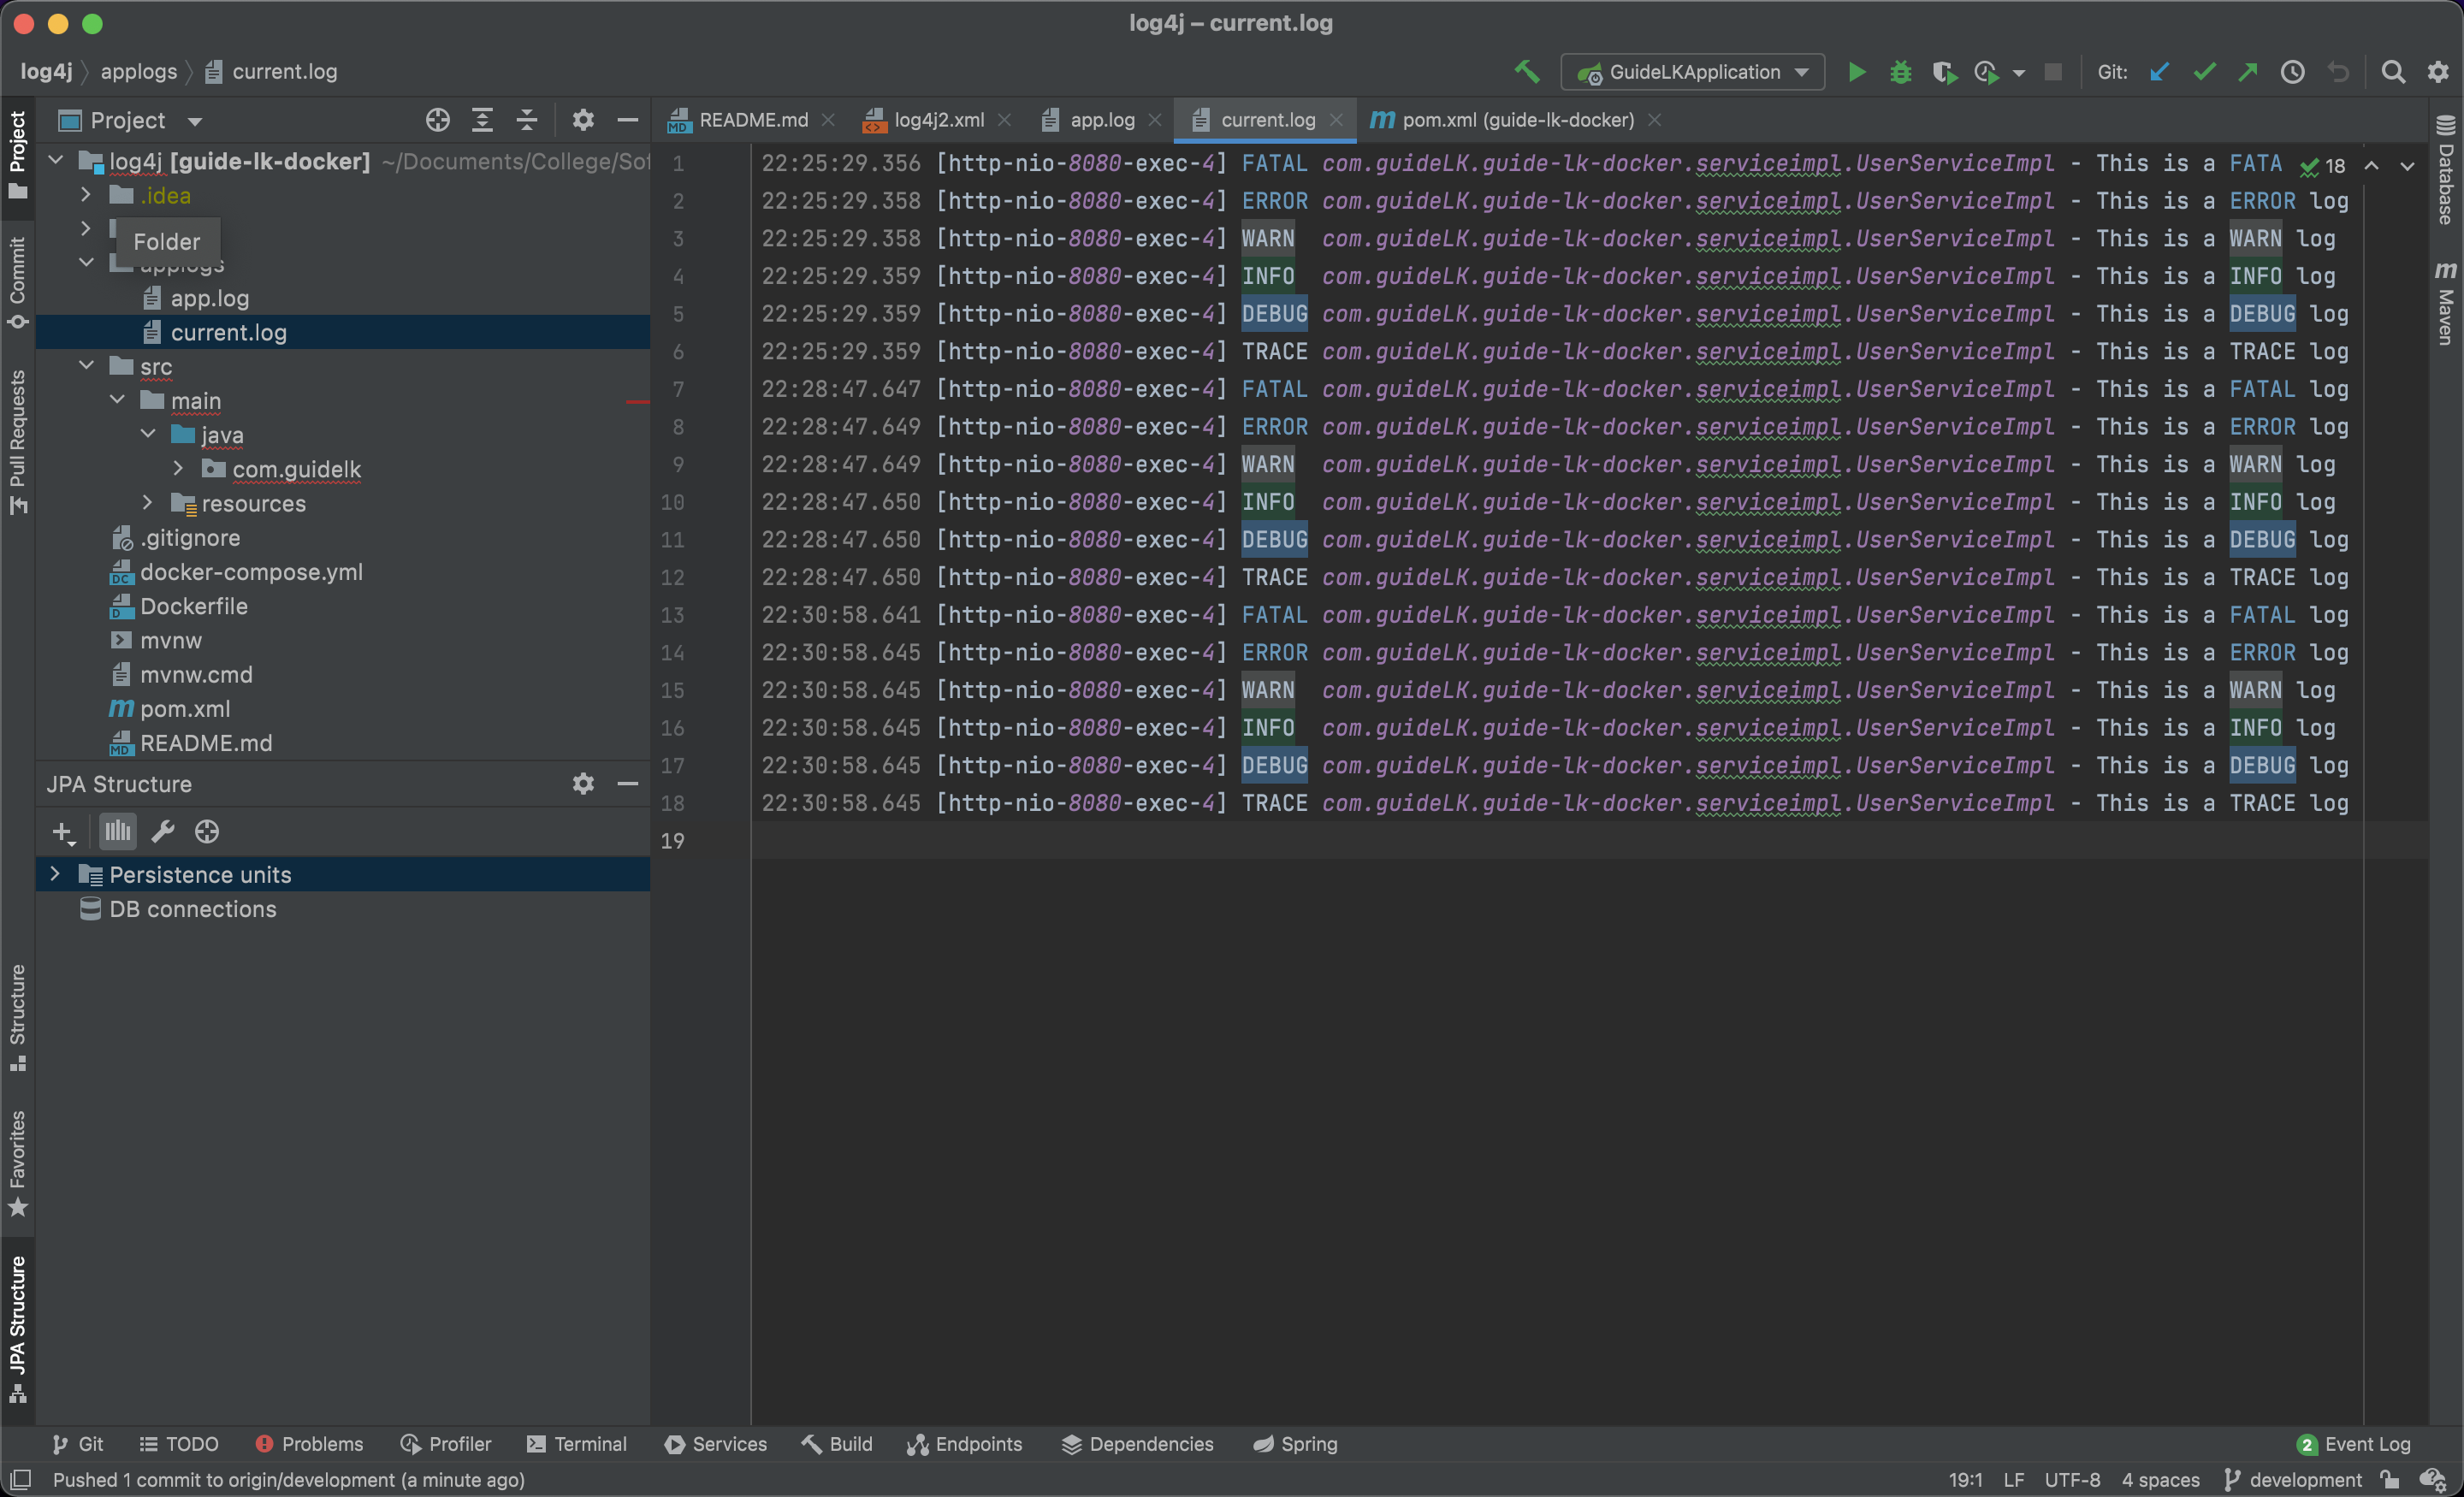 log4j – current.log
log4j applogs current.log
GuideLKApplication Git:
Project
README.md log4j2.xml app.log current.log pom.xml (guide-lk-docker)
log4j [guide-lk-docker] ~/Documents/College/Sof
.idea
Folder
applogs
app.log
current.log
src
main
java
com.guidelk
resources
.gitignore
docker-compose.yml
Dockerfile
mvnw
mvnw.cmd
pom.xml
README.md
JPA Structure
Persistence units
DB connections
1 22:25:29.356 [http-nio-8080-exec-4] FATAL com.guideLK.guide-lk-docker.serviceimpl.UserServiceImpl - This is a FATA 18
2 22:25:29.358 [http-nio-8080-exec-4] ERROR com.guideLK.guide-lk-docker.serviceimpl.UserServiceImpl - This is a ERROR log
3 22:25:29.358 [http-nio-8080-exec-4] WARN com.guideLK.guide-lk-docker.serviceimpl.UserServiceImpl - This is a WARN log
4 22:25:29.359 [http-nio-8080-exec-4] INFO com.guideLK.guide-lk-docker.serviceimpl.UserServiceImpl - This is a INFO log
5 22:25:29.359 [http-nio-8080-exec-4] DEBUG com.guideLK.guide-lk-docker.serviceimpl.UserServiceImpl - This is a DEBUG log
6 22:25:29.359 [http-nio-8080-exec-4] TRACE com.guideLK.guide-lk-docker.serviceimpl.UserServiceImpl - This is a TRACE log
7 22:28:47.647 [http-nio-8080-exec-4] FATAL com.guideLK.guide-lk-docker.serviceimpl.UserServiceImpl - This is a FATAL log
8 22:28:47.649 [http-nio-8080-exec-4] ERROR com.guideLK.guide-lk-docker.serviceimpl.UserServiceImpl - This is a ERROR log
9 22:28:47.649 [http-nio-8080-exec-4] WARN com.guideLK.guide-lk-docker.serviceimpl.UserServiceImpl - This is a WARN log
10 22:28:47.650 [http-nio-8080-exec-4] INFO com.guideLK.guide-lk-docker.serviceimpl.UserServiceImpl - This is a INFO log
11 22:28:47.650 [http-nio-8080-exec-4] DEBUG com.guideLK.guide-lk-docker.serviceimpl.UserServiceImpl - This is a DEBUG log
12 22:28:47.650 [http-nio-8080-exec-4] TRACE com.guideLK.guide-lk-docker.serviceimpl.UserServiceImpl - This is a TRACE log
13 22:30:58.641 [http-nio-8080-exec-4] FATAL com.guideLK.guide-lk-docker.serviceimpl.UserServiceImpl - This is a FATAL log
14 22:30:58.645 [http-nio-8080-exec-4] ERROR com.guideLK.guide-lk-docker.serviceimpl.UserServiceImpl - This is a ERROR log
15 22:30:58.645 [http-nio-8080-exec-4] WARN com.guideLK.guide-lk-docker.serviceimpl.UserServiceImpl - This is a WARN log
16 22:30:58.645 [http-nio-8080-exec-4] INFO com.guideLK.guide-lk-docker.serviceimpl.UserServiceImpl - This is a INFO log
17 22:30:58.645 [http-nio-8080-exec-4] DEBUG com.guideLK.guide-lk-docker.serviceimpl.UserServiceImpl - This is a DEBUG log
18 22:30:58.645 [http-nio-8080-exec-4] TRACE com.guideLK.guide-lk-docker.serviceimpl.UserServiceImpl - This is a TRACE log
19
Project
Commit
Pull Requests
Structure
Favorites
JPA Structure
Database
Maven
Git TODO Problems Profiler Terminal Services Build Endpoints Dependencies Spring 2 Event Log
Pushed 1 commit to origin/development (a minute ago) 19:1 LF UTF-8 4 spaces development